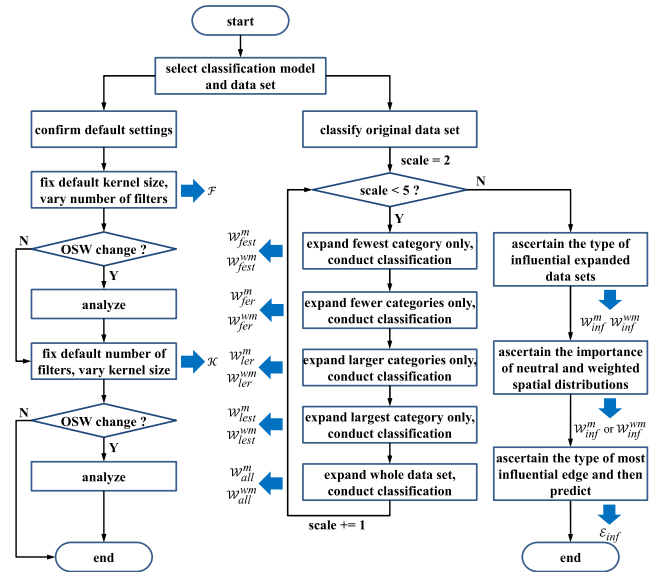 start
select classification model
and data set
confirm default settings
fix default kernel size,
vary number of filters
ℱ
OSW change ?
N
Y
analyze
fix default number of
filters, vary kernel size
𝒦
OSW change ?
N
Y
analyze
end
classify original data set
scale = 2
scale < 5 ?
N
Y
expand fewest category only,
conduct classification
𝒲^m_fest
𝒲^wm_fest
expand fewer categories only,
conduct classification
𝒲^m_fer
𝒲^wm_fer
expand larger categories only,
conduct classification
𝒲^m_ler
𝒲^wm_ler
expand largest category only,
conduct classification
𝒲^m_lest
𝒲^wm_lest
expand whole data set,
conduct classification
𝒲^m_all
𝒲^wm_all
scale += 1
ascertain the type of
influential expanded
data sets
𝒲^m_inf 𝒲^wm_inf
ascertain the importance
of neutral and weighted
spatial distributions
𝒲^m_inf or 𝒲^wm_inf
ascertain the type of most
influential edge and then
predict
ℰ_inf
end